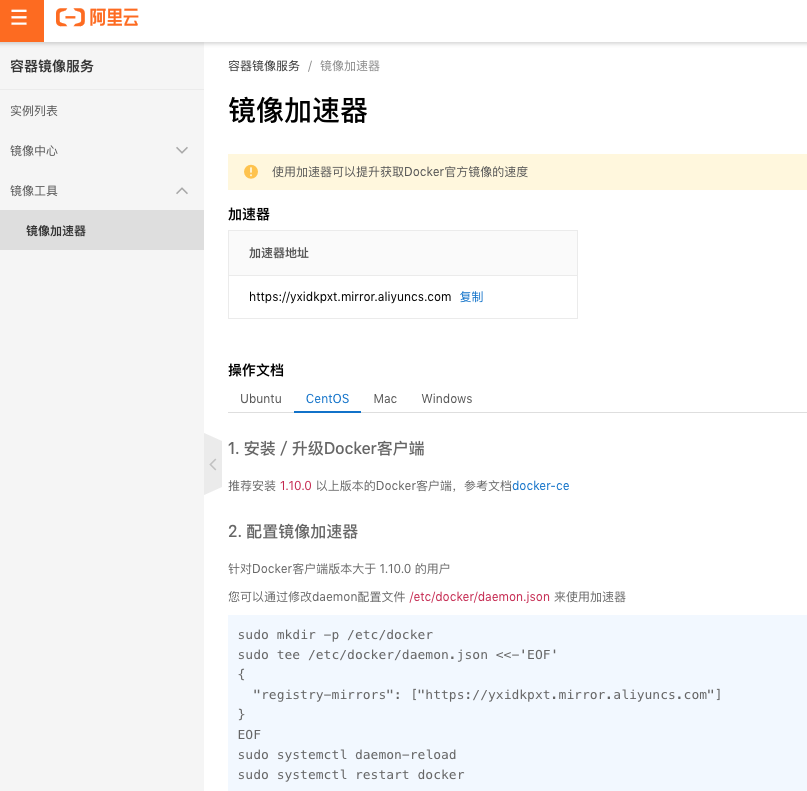 阿里云
容器镜像服务
实例列表
镜像中心
镜像工具
镜像加速器
容器镜像服务 / 镜像加速器
镜像加速器
使用加速器可以提升获取Docker官方镜像的速度
加速器
加速器地址
https://yxidkpxt.mirror.aliyuncs.com 复制
操作文档
Ubuntu CentOS Mac Windows
1. 安装 / 升级Docker客户端
推荐安装 1.10.0 以上版本的Docker客户端，参考文档docker-ce
2. 配置镜像加速器
针对Docker客户端版本大于 1.10.0 的用户
您可以通过修改daemon配置文件 /etc/docker/daemon.json 来使用加速器
sudo mkdir -p /etc/docker
sudo tee /etc/docker/daemon.json <<-'EOF'
{
  "registry-mirrors": ["https://yxidkpxt.mirror.aliyuncs.com"]
}
EOF
sudo systemctl daemon-reload
sudo systemctl restart docker